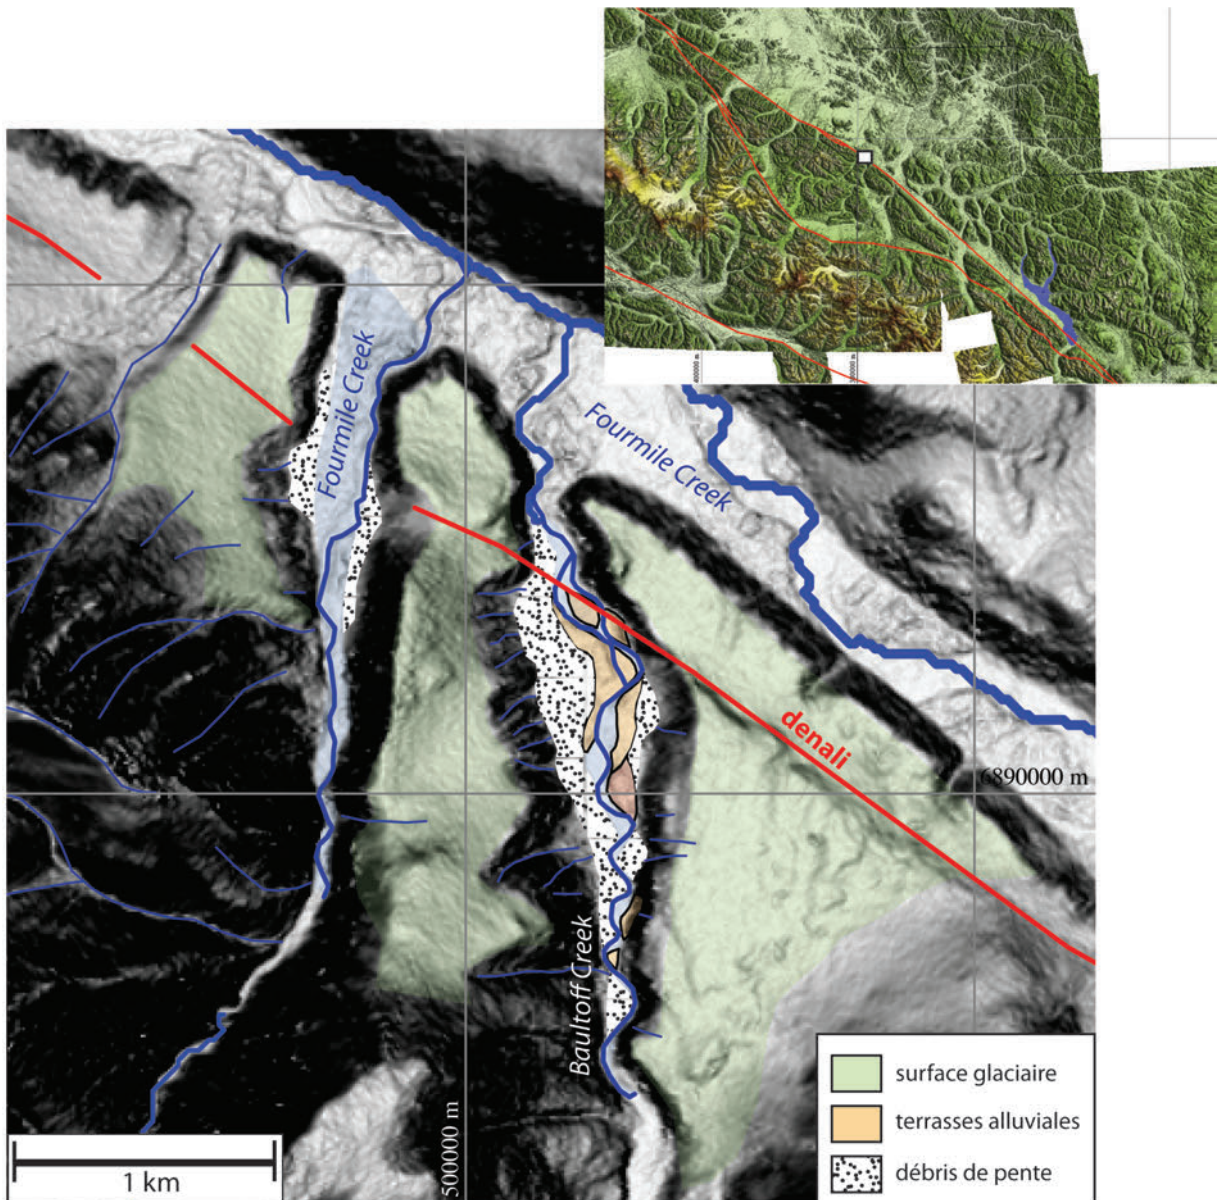 Fourmile Creek
Fourmile Creek
denali
6890000 m
Baultoff Creek
500000 m
1 km
surface glaciaire
terrasses alluviales
débris de pente